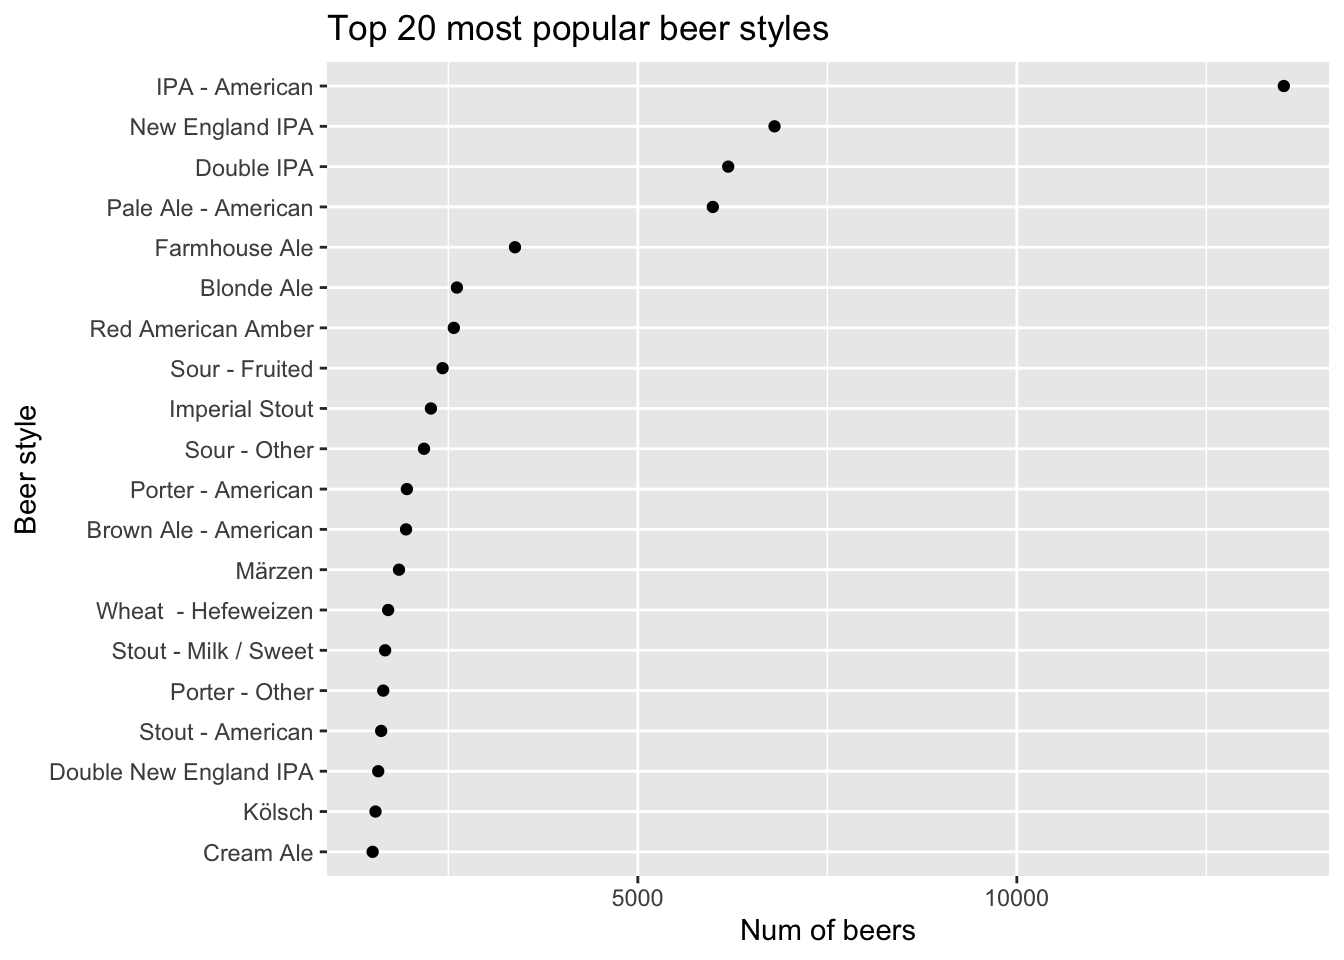 Top 20 most popular beer styles
IPA - American
New England IPA
Double IPA
Pale Ale - American
Farmhouse Ale
Blonde Ale
Red American Amber
Sour - Fruited
Imperial Stout
Sour - Other
Porter - American
Brown Ale - American
Märzen
Wheat  - Hefeweizen
Stout - Milk / Sweet
Porter - Other
Stout - American
Double New England IPA
Kölsch
Cream Ale
Beer style
5000 10000
Num of beers